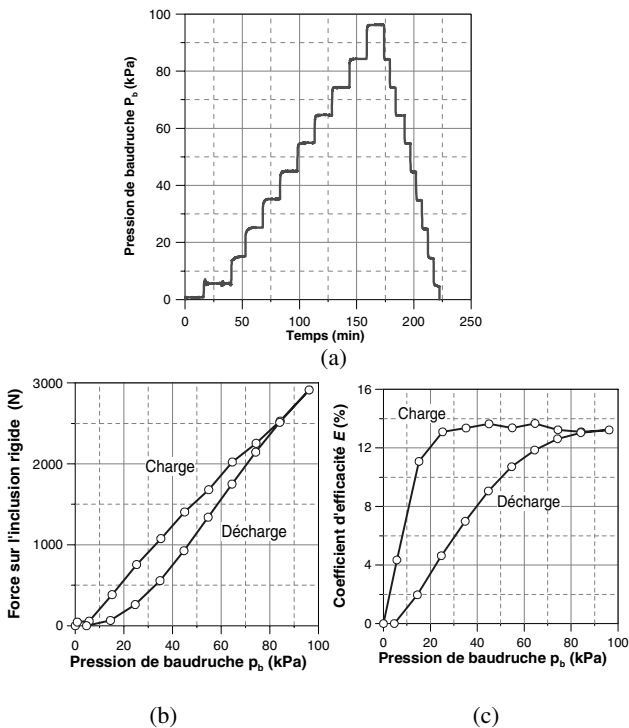 Pression de baudruche P_b (kPa)
100
80
60
40
20
0
0 50 100 150 200 250
Temps (min)
(a)
Force sur l'inclusion rigide (N)
3000
2000
1000
0
Charge
Décharge
0 20 40 60 80 100
Pression de baudruche p_b (kPa)
(b)
Coefficient d'efficacité E (%)
16
12
8
4
0
Charge
Décharge
0 20 40 60 80 100
Pression de baudruche p_b (kPa)
(c)